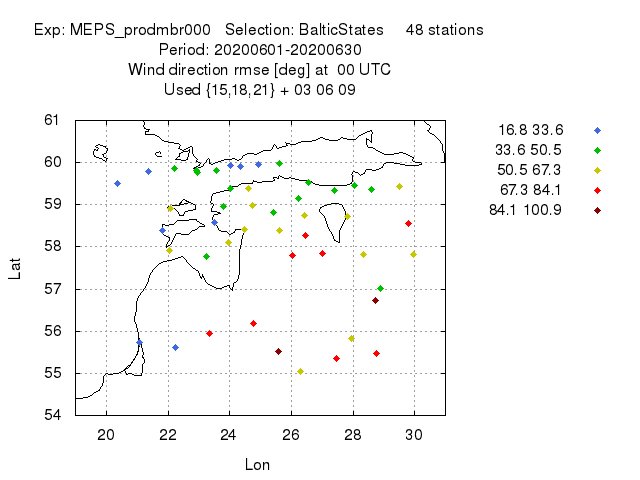 Exp: MEPS_prodmbr000   Selection: BalticStates     48 stations
Period: 20200601-20200630
Wind direction rmse [deg] at  00 UTC
Used {15,18,21} + 03 06 09
61
60
59
58
57
56
55
54
Lat
20 22 24 26 28 30
Lon
16.8 33.6
33.6 50.5
50.5 67.3
67.3 84.1
84.1 100.9